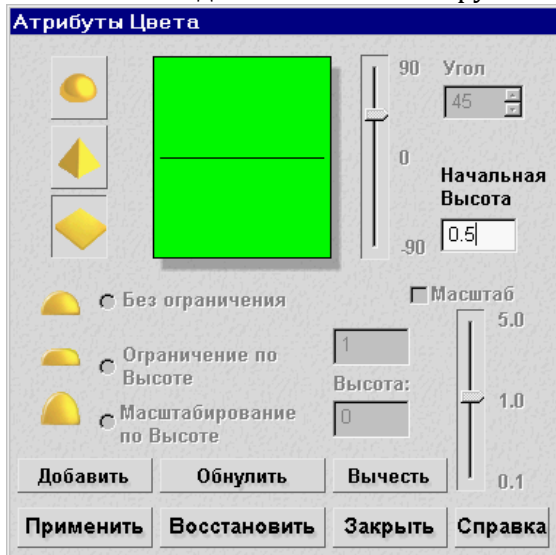 Атрибуты Цвета
90 Угол
45
0
Начальная
Высота
0.5
-90
Без ограничения
Масштаб
5.0
Ограничение по
Высоте
1
Высота:
1.0
Масштабирование
по Высоте
0
Добавить Обнулить Вычесть 0.1
Применить Восстановить Закрыть Справка